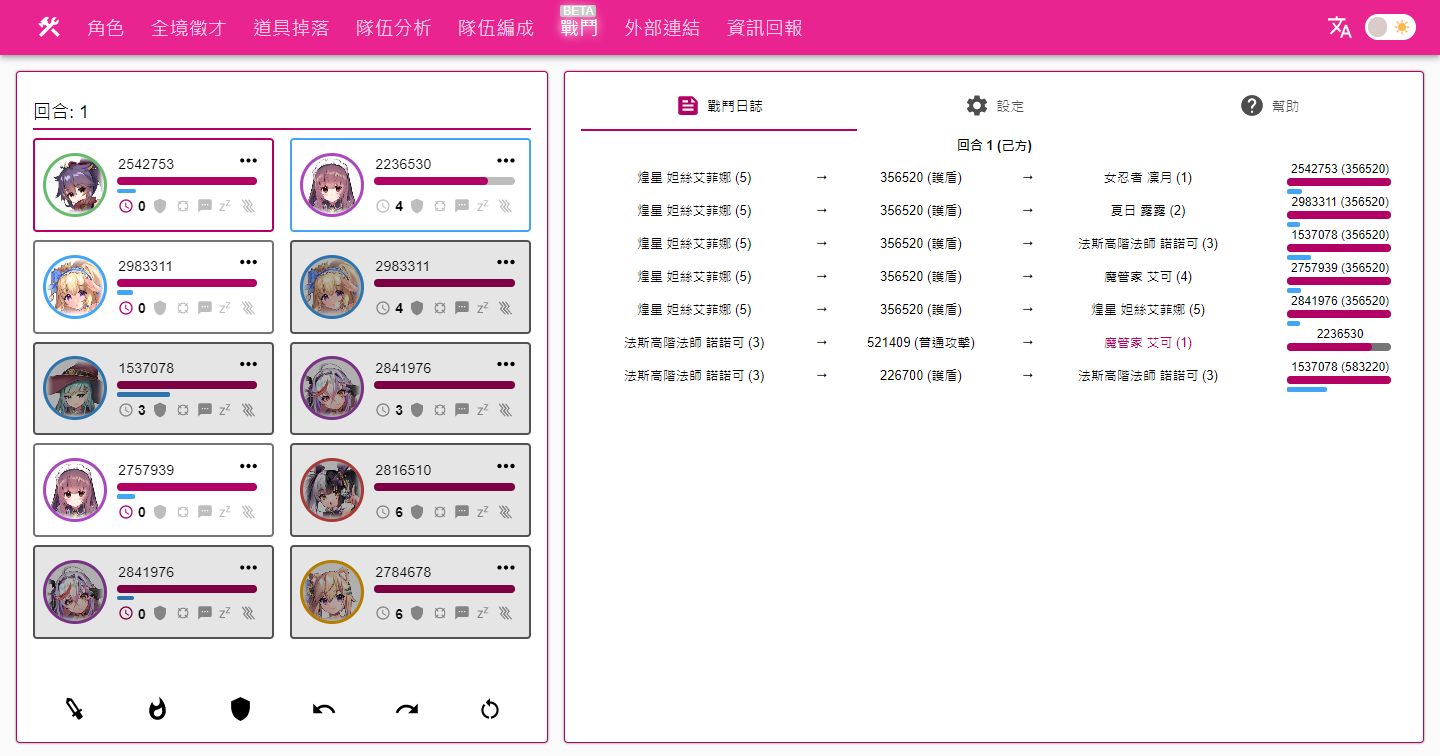 BETA
角色 全境徵才 道具掉落 隊伍分析 隊伍編成 戰鬥 外部連結 資訊回報
回合: 1
2542753
0
2236530
4
2983311
0
2983311
4
1537078
3
2841976
3
2757939
0
2816510
6
2841976
0
2784678
6
戰鬥日誌 設定 幫助
回合 1 (己方)
煌星 妲絲艾菲娜 (5) → 356520 (護盾) → 女忍者 凜月 (1) 2542753 (356520)
煌星 妲絲艾菲娜 (5) → 356520 (護盾) → 夏日 露露 (2) 2983311 (356520)
煌星 妲絲艾菲娜 (5) → 356520 (護盾) → 法斯高階法師 諾諾可 (3) 1537078 (356520)
煌星 妲絲艾菲娜 (5) → 356520 (護盾) → 魔管家 艾可 (4) 2757939 (356520)
煌星 妲絲艾菲娜 (5) → 356520 (護盾) → 煌星 妲絲艾菲娜 (5) 2841976 (356520)
法斯高階法師 諾諾可 (3) → 521409 (普通攻擊) → 魔管家 艾可 (1) 2236530
法斯高階法師 諾諾可 (3) → 226700 (護盾) → 法斯高階法師 諾諾可 (3) 1537078 (583220)